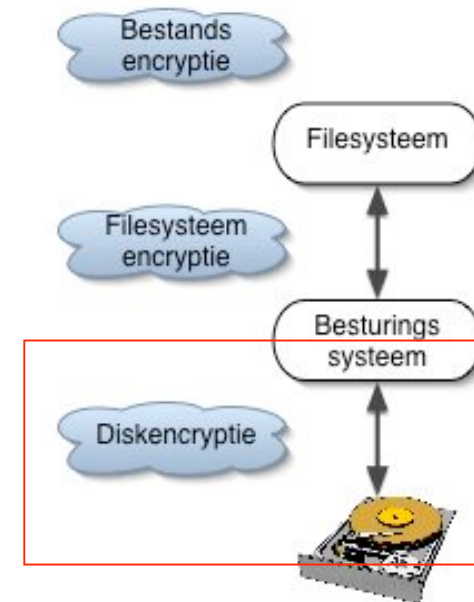 Bestands
encryptie
Filesysteem
Filesysteem
encryptie
Besturings
systeem
Diskencryptie